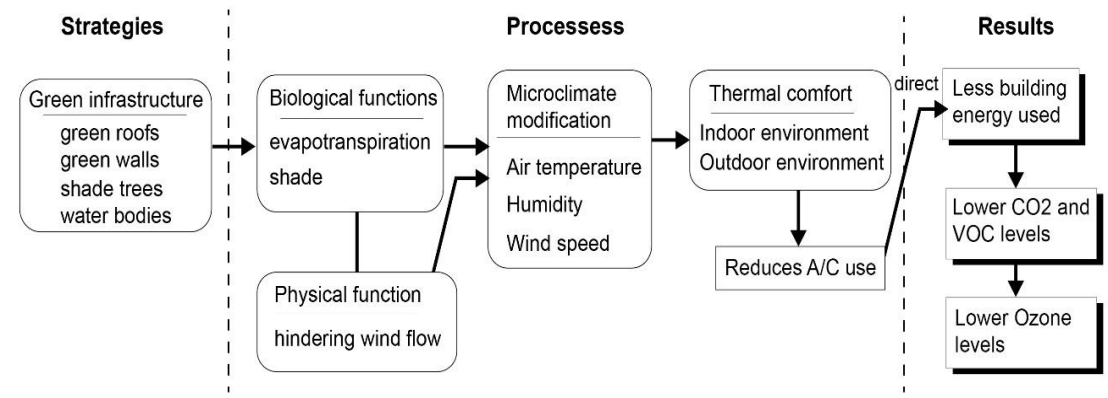 Strategies
Processess
Results
Green infrastructure
green roofs
green walls
shade trees
water bodies
Biological functions
evapotranspiration
shade
Physical function
hindering wind flow
Microclimate
modification
Air temperature
Humidity
Wind speed
Thermal comfort
Indoor environment
Outdoor environment
Reduces A/C use
direct
Less building
energy used
Lower CO2 and
VOC levels
Lower Ozone
levels